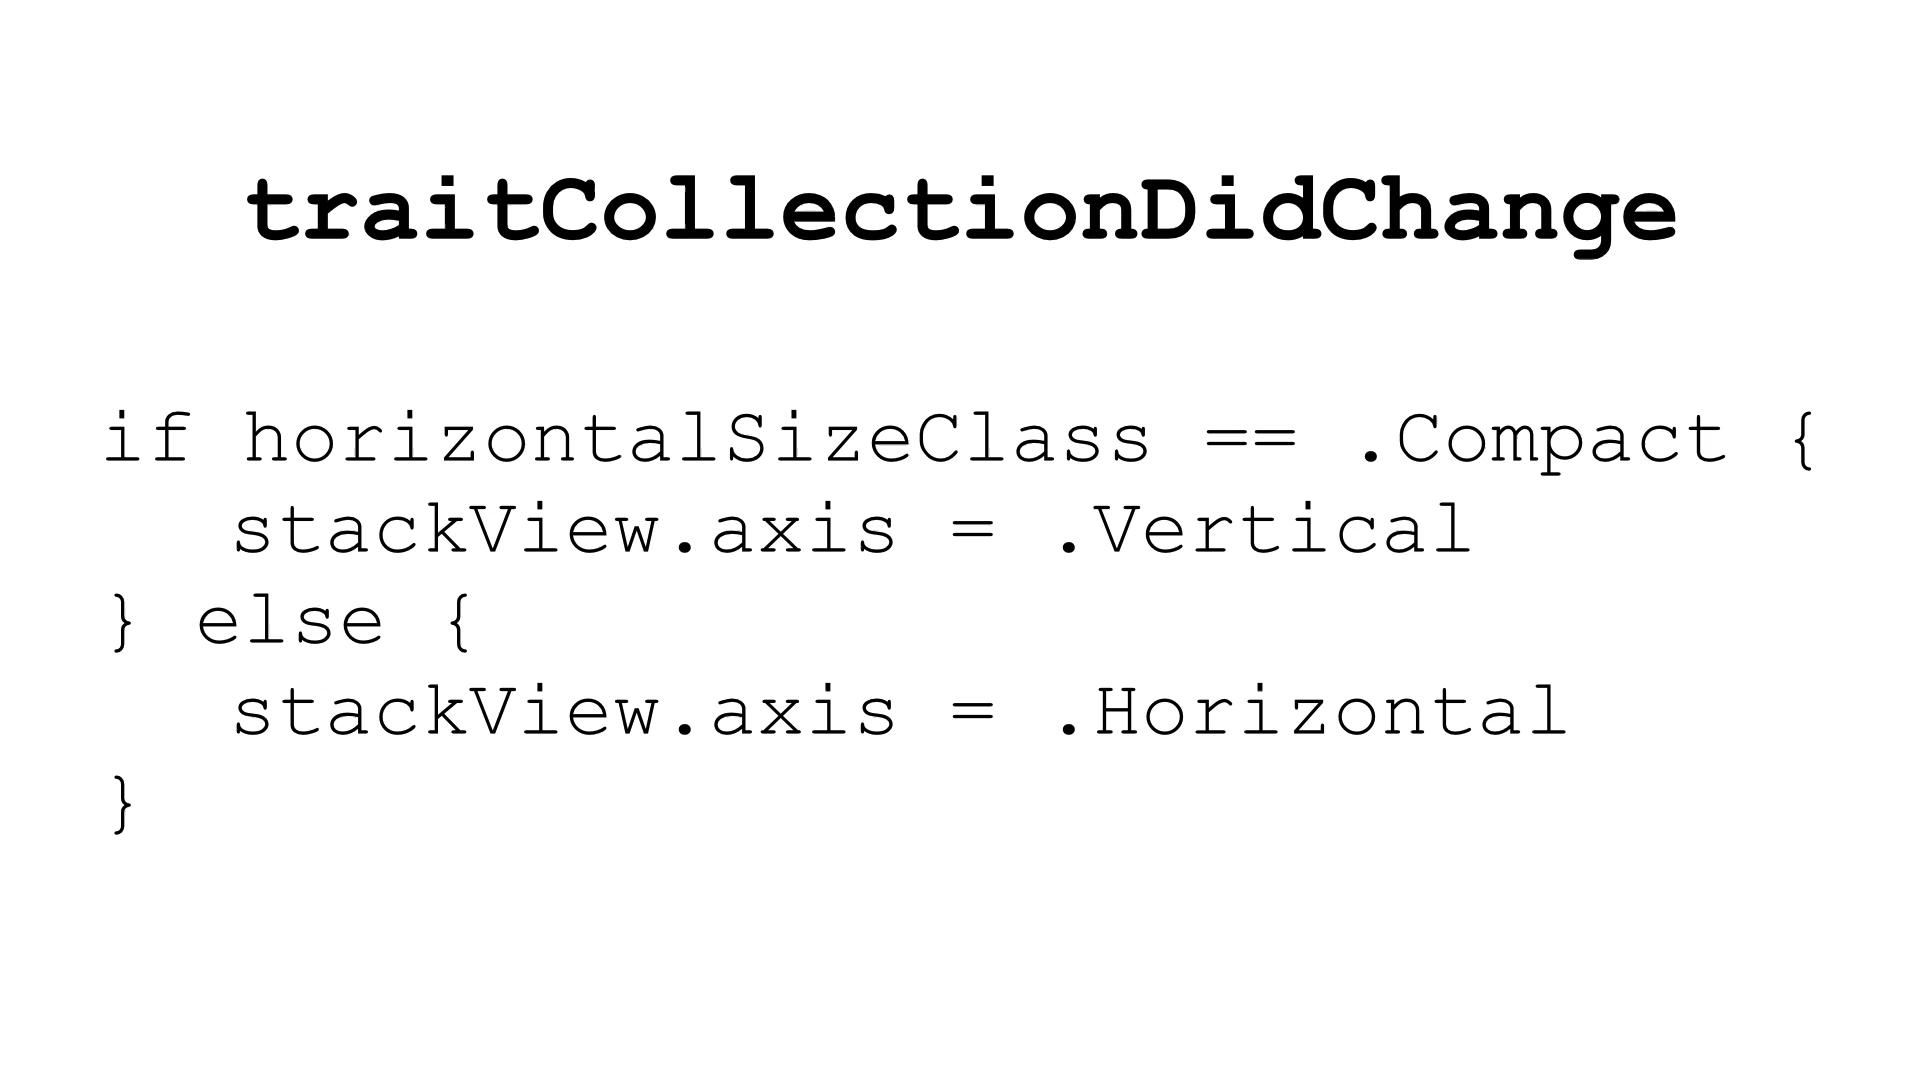 traitCollectionDidChange
if horizontalSizeClass == .Compact {
stackView.axis = .Vertical
} else {
stackView.axis = .Horizontal
}